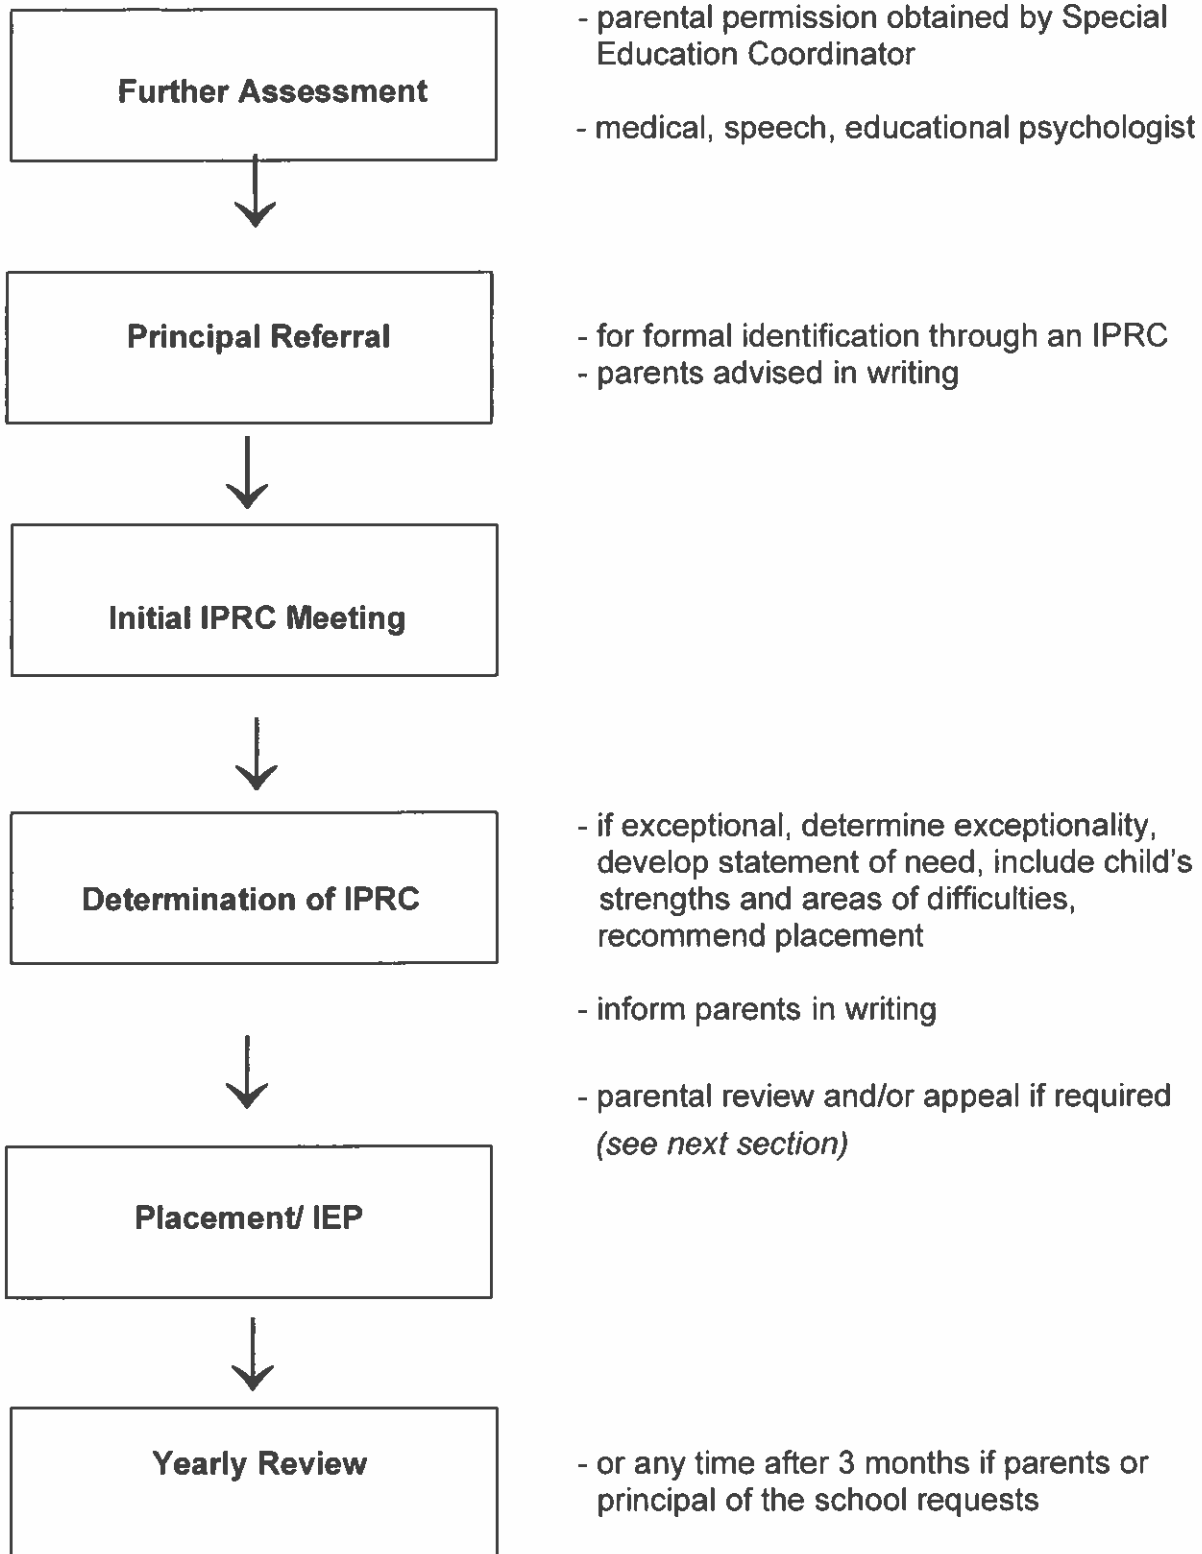 - parental permission obtained by Special
Education Coordinator
Further Assessment
- medical, speech, educational psychologist
Principal Referral
- for formal identification through an IPRC
- parents advised in writing
Initial IPRC Meeting
Determination of IPRC
- if exceptional, determine exceptionality,
develop statement of need, include child's
strengths and areas of difficulties,
recommend placement
- inform parents in writing
- parental review and/or appeal if required
(see next section)
Placement/ IEP
Yearly Review
- or any time after 3 months if parents or
principal of the school requests